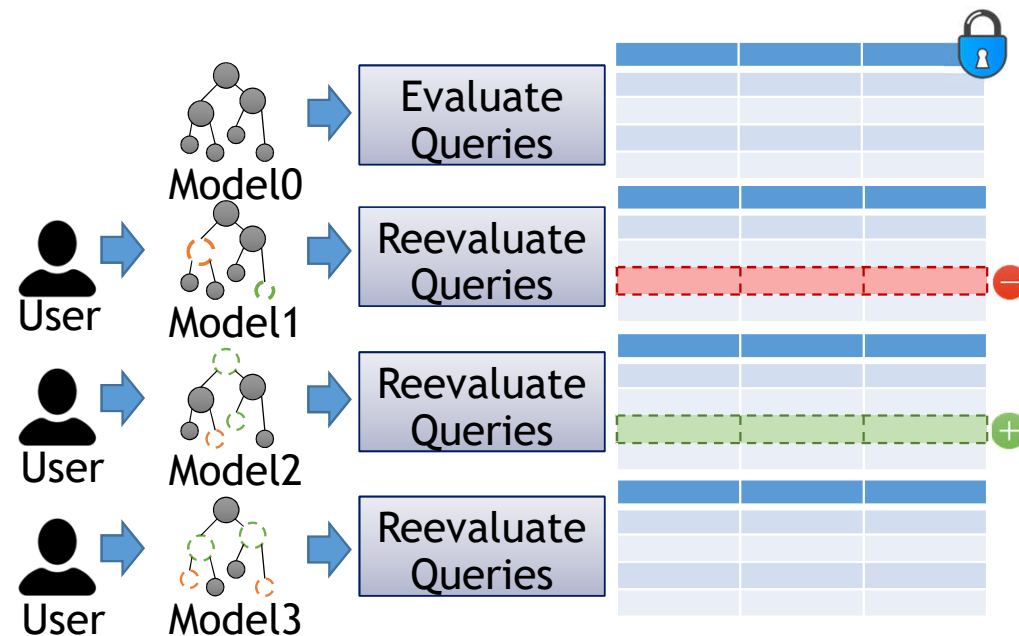 Evaluate
Queries
Model0
Reevaluate
Queries
User
Model1
Reevaluate
Queries
User
Model2
Reevaluate
Queries
User
Model3